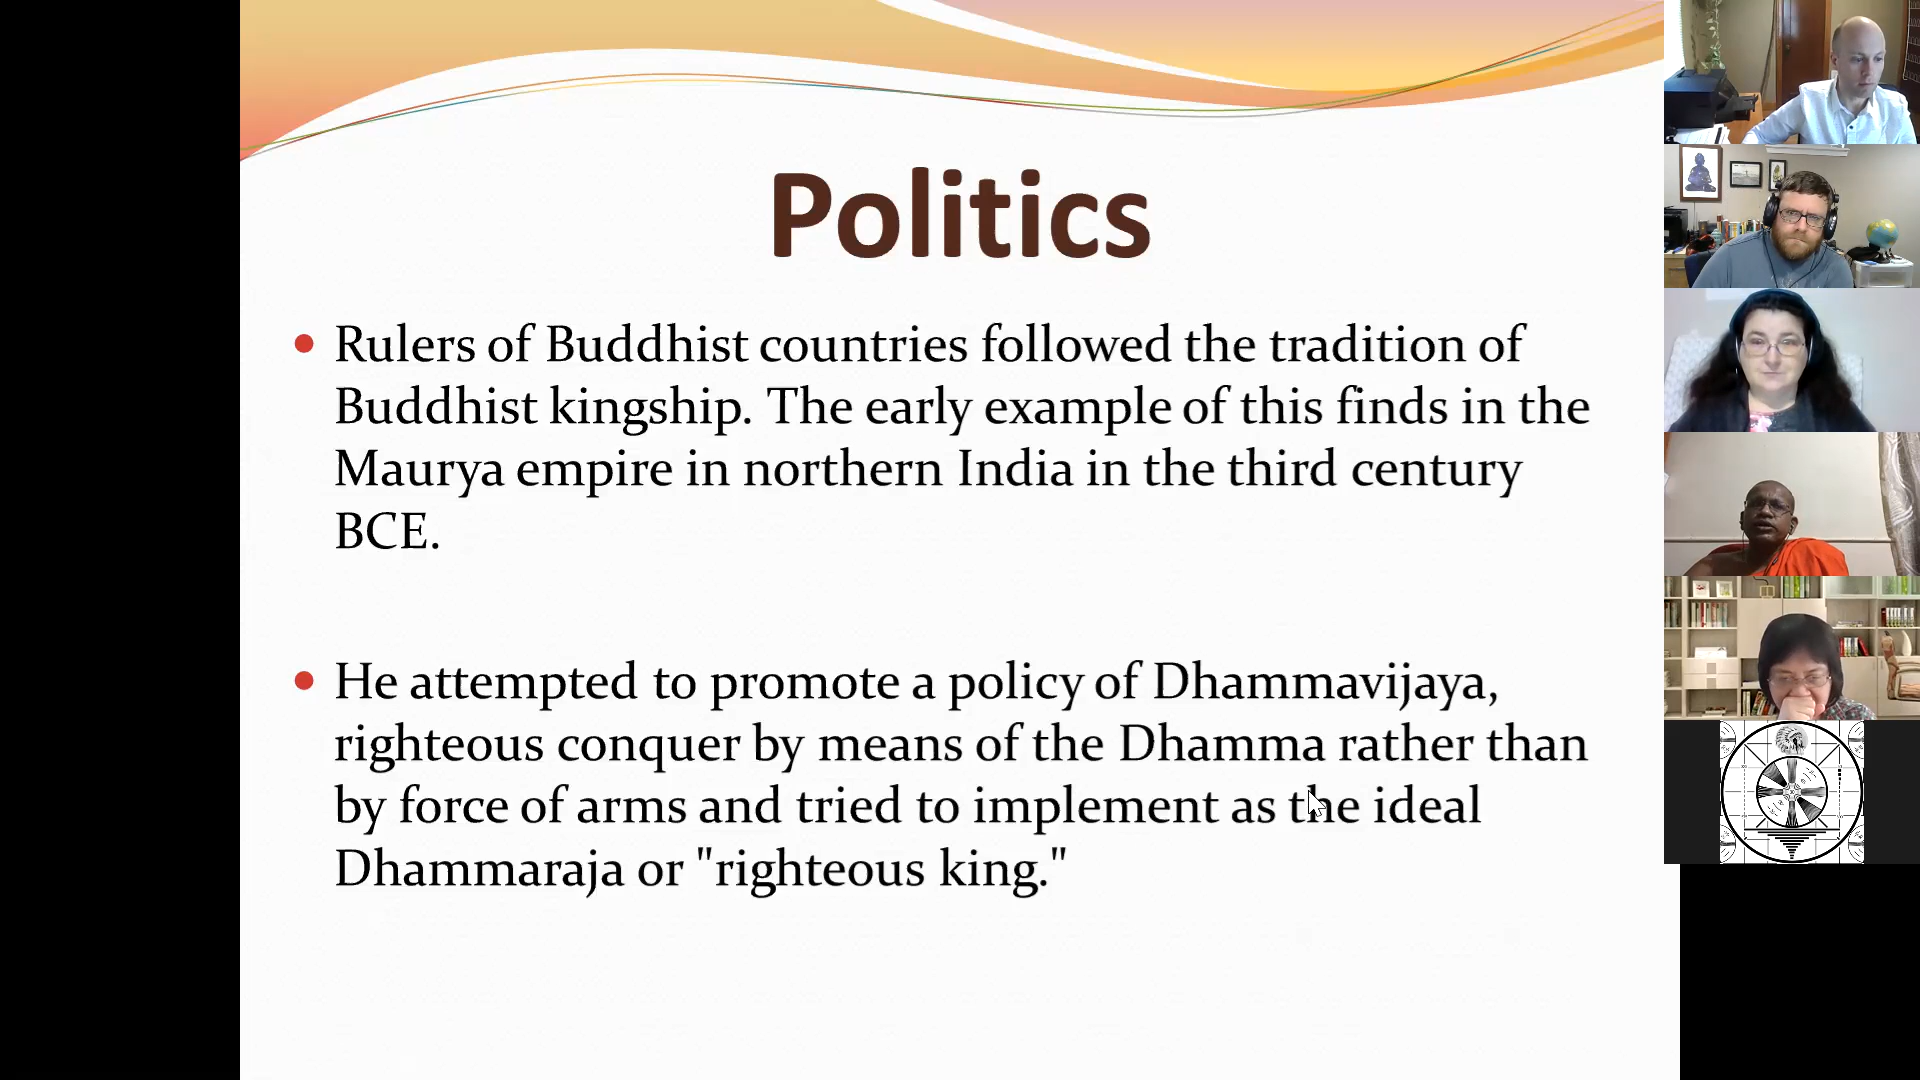 Politics
• Rulers of Buddhist countries followed the tradition of
Buddhist kingship. The early example of this finds in the
Maurya empire in northern India in the third century
BCE.
• He attempted to promote a policy of Dhammavijaya,
righteous conquer by means of the Dhamma rather than
by force of arms and tried to implement as the ideal
Dhammaraja or "righteous king."